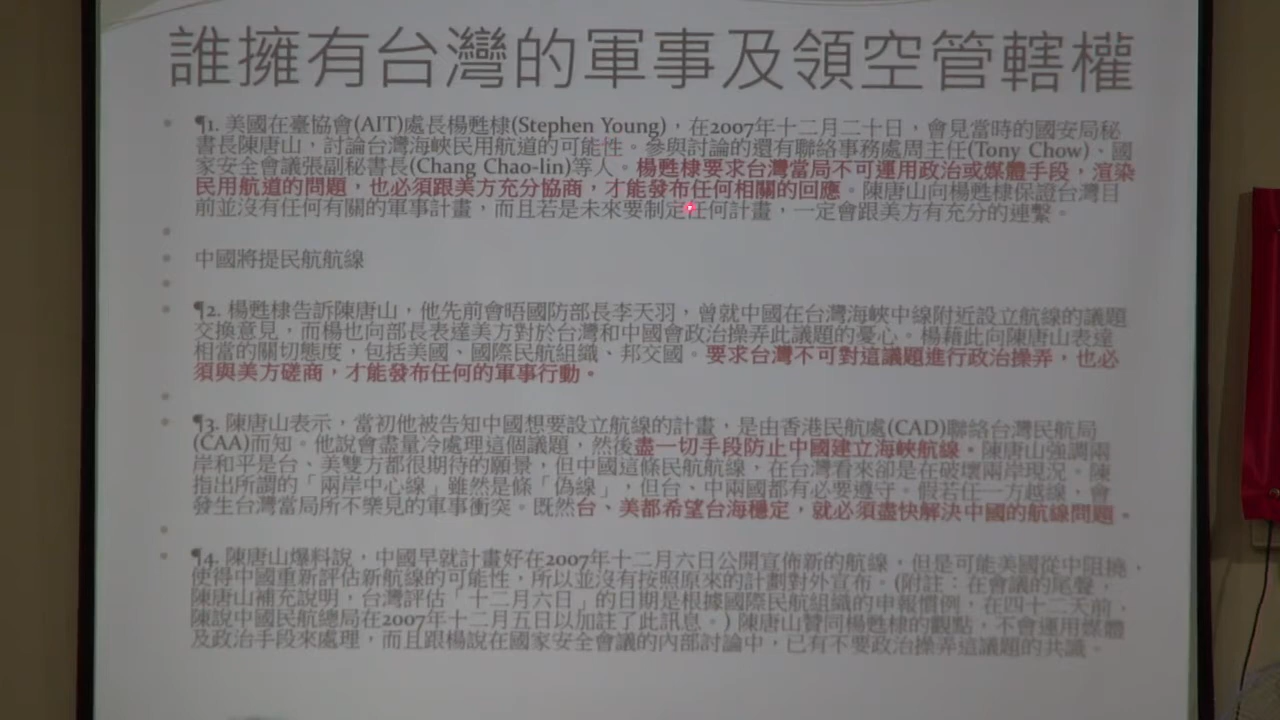 誰擁有台灣的軍事及領空管轄權
¶1. 美國在臺協會(AIT)處長楊甦棣(Stephen Young)，在2007年十二月二十日，會見當時的國安局秘
書長陳唐山，討論台灣海峽民用航道的可能性。參與討論的還有聯絡事務處周主任(Tony Chow)、國
家安全會議張副秘書長(Chang Chao-lin)等人。楊甦棣要求台灣當局不可運用政治或媒體手段，渲染
民用航道的問題，也必須跟美方充分協商，才能發布任何相關的回應。陳唐山向楊甦棣保證台灣目
前並沒有任何有關的軍事計畫，而且若是未來要制定任何計畫，一定會跟美方有充分的連繫。
中國將提民航航線
¶2. 楊甦棣告訴陳唐山，他先前會晤國防部長李天羽，曾就中國在台灣海峽中線附近設立航線的議題
交換意見，而楊也向部長表達美方對於台灣和中國會政治操弄此議題的憂心。楊藉此向陳唐山表達
相當的關切態度，包括美國、國際民航組織、邦交國。要求台灣不可對這議題進行政治操弄，也必
須與美方磋商，才能發布任何的軍事行動。
¶3. 陳唐山表示，當初他被告知中國想要設立航線的計畫，是由香港民航處(CAD)聯絡台灣民航局
(CAA)而知。他說會盡量冷處理這個議題，然後盡一切手段防止中國建立海峽航線。陳唐山強調兩
岸和平是台、美雙方都很期待的願景，但中國這條民航航線，在台灣看來卻是在破壞兩岸現況。陳
指出所謂的「兩岸中心線」雖然是條「偽線」，但台、中兩國都有必要遵守。假若任一方越線，會
發生台灣當局所不樂見的軍事衝突。既然台、美都希望台海穩定，就必須盡快解決中國的航線問題。
¶4. 陳唐山爆料說，中國早就計畫好在2007年十二月六日公開宣佈新的航線，但是可能美國從中阻撓，
使得中國重新評估新航線的可能性，所以並沒有按照原來的計劃對外宣布。(附註：在會議的尾聲，
陳唐山補充說明，台灣評估「十二月六日」的日期是根據國際民航組織的申報慣例，在四十二天前，
陳說中國民航總局在2007年十二月五日以加註了此訊息。) 陳唐山贊同楊甦棣的觀點，不會運用媒體
及政治手段來處理，而且跟楊說在國家安全會議的內部討論中，已有不要政治操弄這議題的共識。